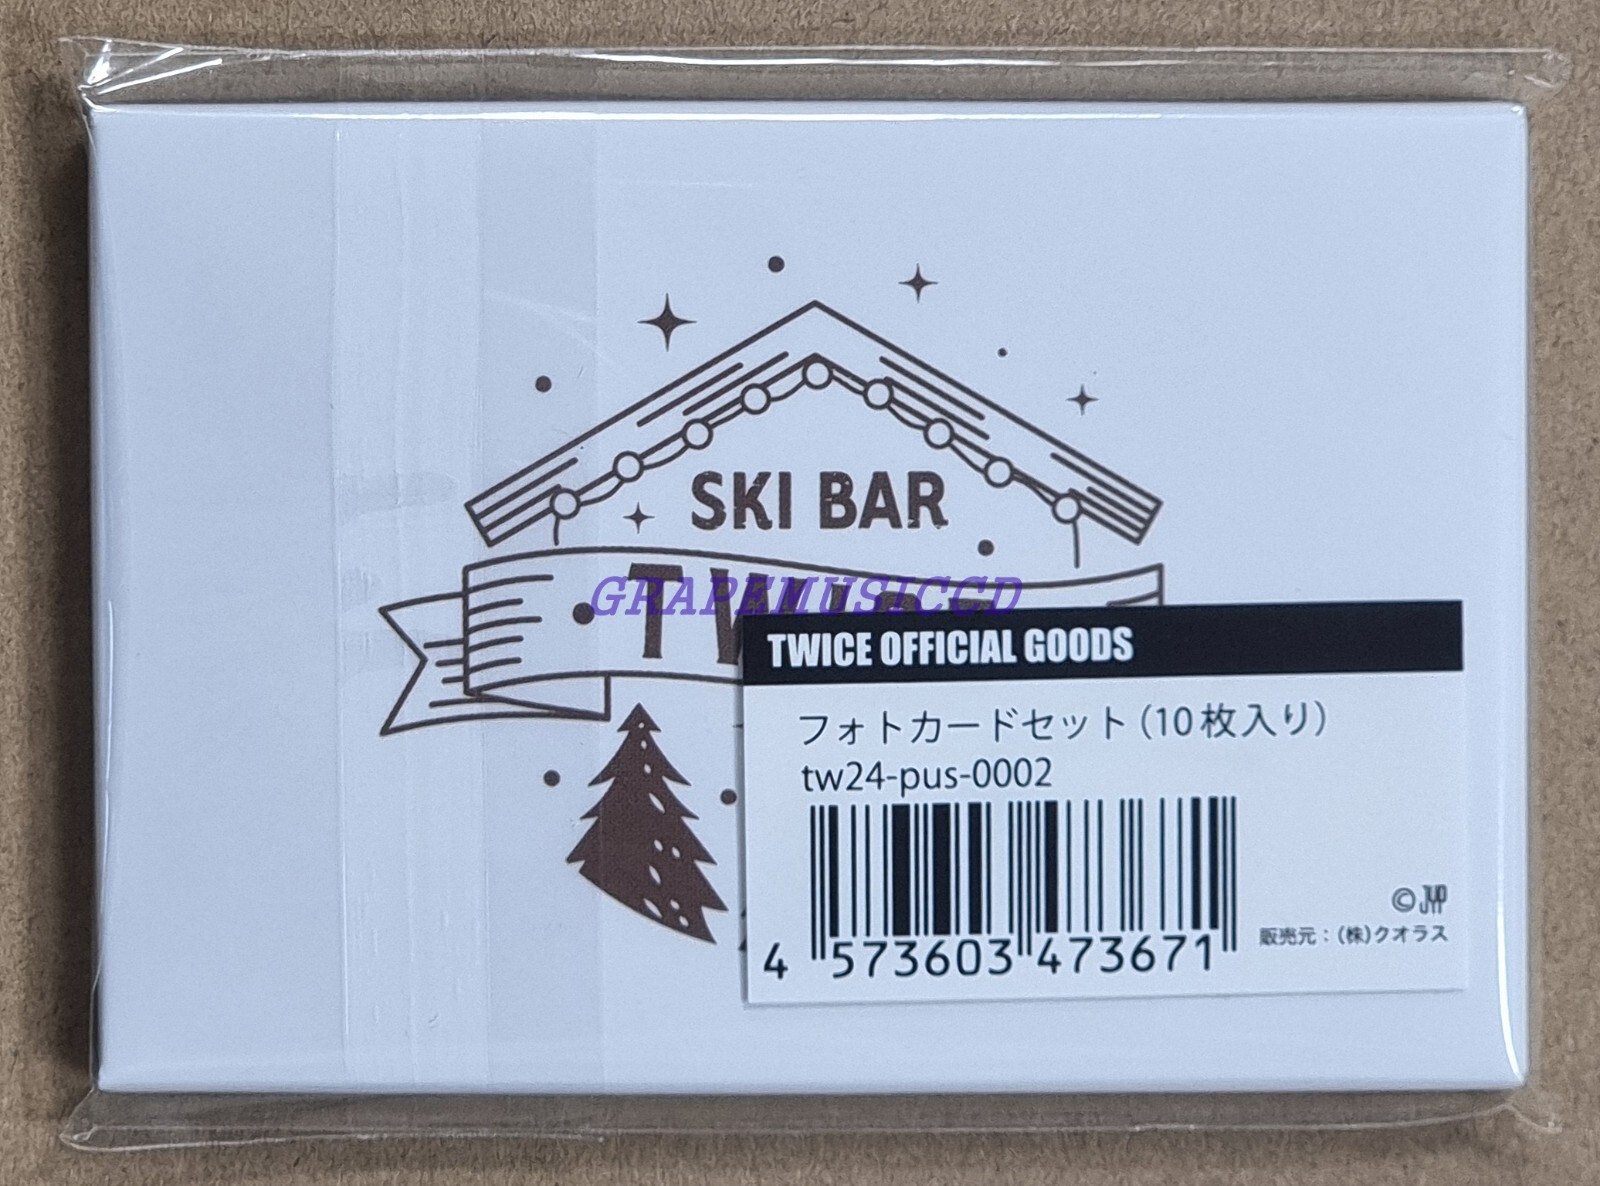 SKI BAR
GRAPEMUSICCD
TWICE OFFICIAL GOODS
フォトカードセット(10枚入り)
tw24-pus-0002
4 573603 473671
©JYP
販売元:(株)クオラス